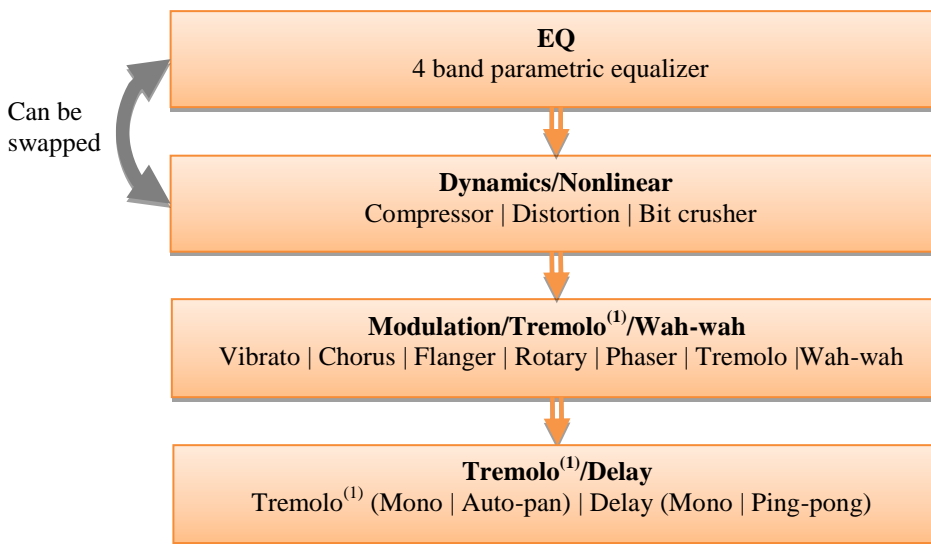 EQ
4 band parametric equalizer
Can be
swapped
Dynamics/Nonlinear
Compressor | Distortion | Bit crusher
Modulation/Tremolo(1)/Wah-wah
Vibrato | Chorus | Flanger | Rotary | Phaser | Tremolo |Wah-wah
Tremolo(1)/Delay
Tremolo(1) (Mono | Auto-pan) | Delay (Mono | Ping-pong)